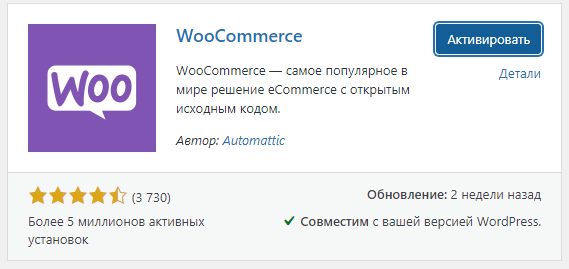 Woo
WooCommerce
Активировать
Детали
WooCommerce — самое популярное в
мире решение eCommerce с открытым
исходным кодом.
Автор: Automattic
(3 730)
Более 5 миллионов активных
установок
Обновление: 2 недели назад
Совместим с вашей версией WordPress.